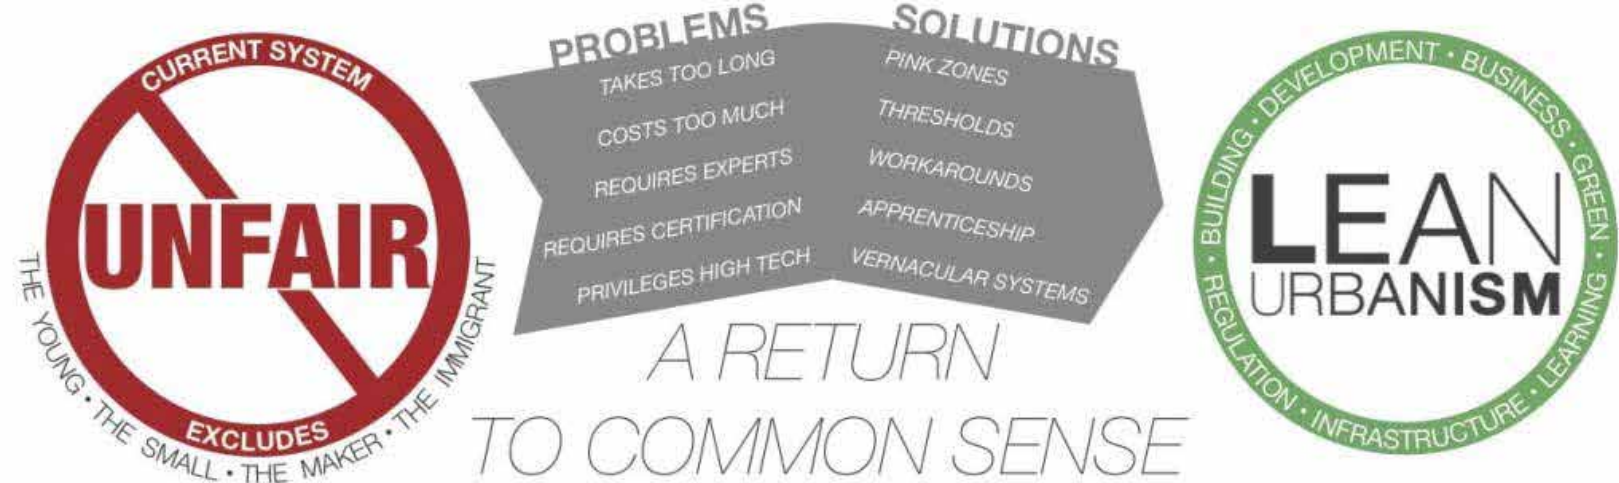 CURRENT SYSTEM
UNFAIR
EXCLUDES
THE YOUNG • THE SMALL • THE MAKER • THE IMMIGRANT
PROBLEMS
TAKES TOO LONG
COSTS TOO MUCH
REQUIRES EXPERTS
REQUIRES CERTIFICATION
PRIVILEGES HIGH TECH
SOLUTIONS
PINK ZONES
THRESHOLDS
WORKAROUNDS
APPRENTICESHIP
VERNACULAR SYSTEMS
A RETURN
TO COMMON SENSE
BUILDING • DEVELOPMENT • BUSINESS • GREEN • LEARNING • INFRASTRUCTURE • REGULATION •
LEAN
URBANISM